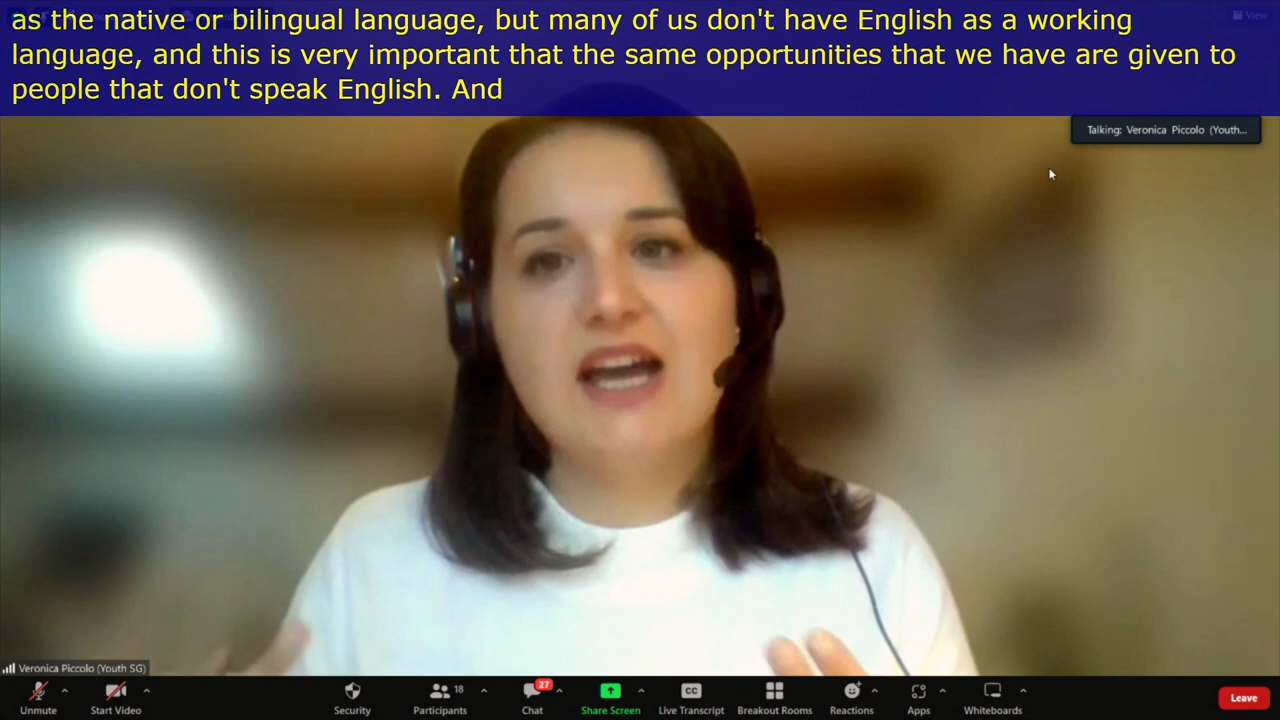 as the native or bilingual language, but many of us don't have English as a working
language, and this is very important that the same opportunities that we have are given to
people that don't speak English. And
View
Talking: Veronica Piccolo (Youth...
Veronica Piccolo (Youth SG)
Unmute
Start Video
Security
18
Participants
27
Chat
Share Screen
CC
Live Transcript
Breakout Rooms
Reactions
Apps
Whiteboards
Leave